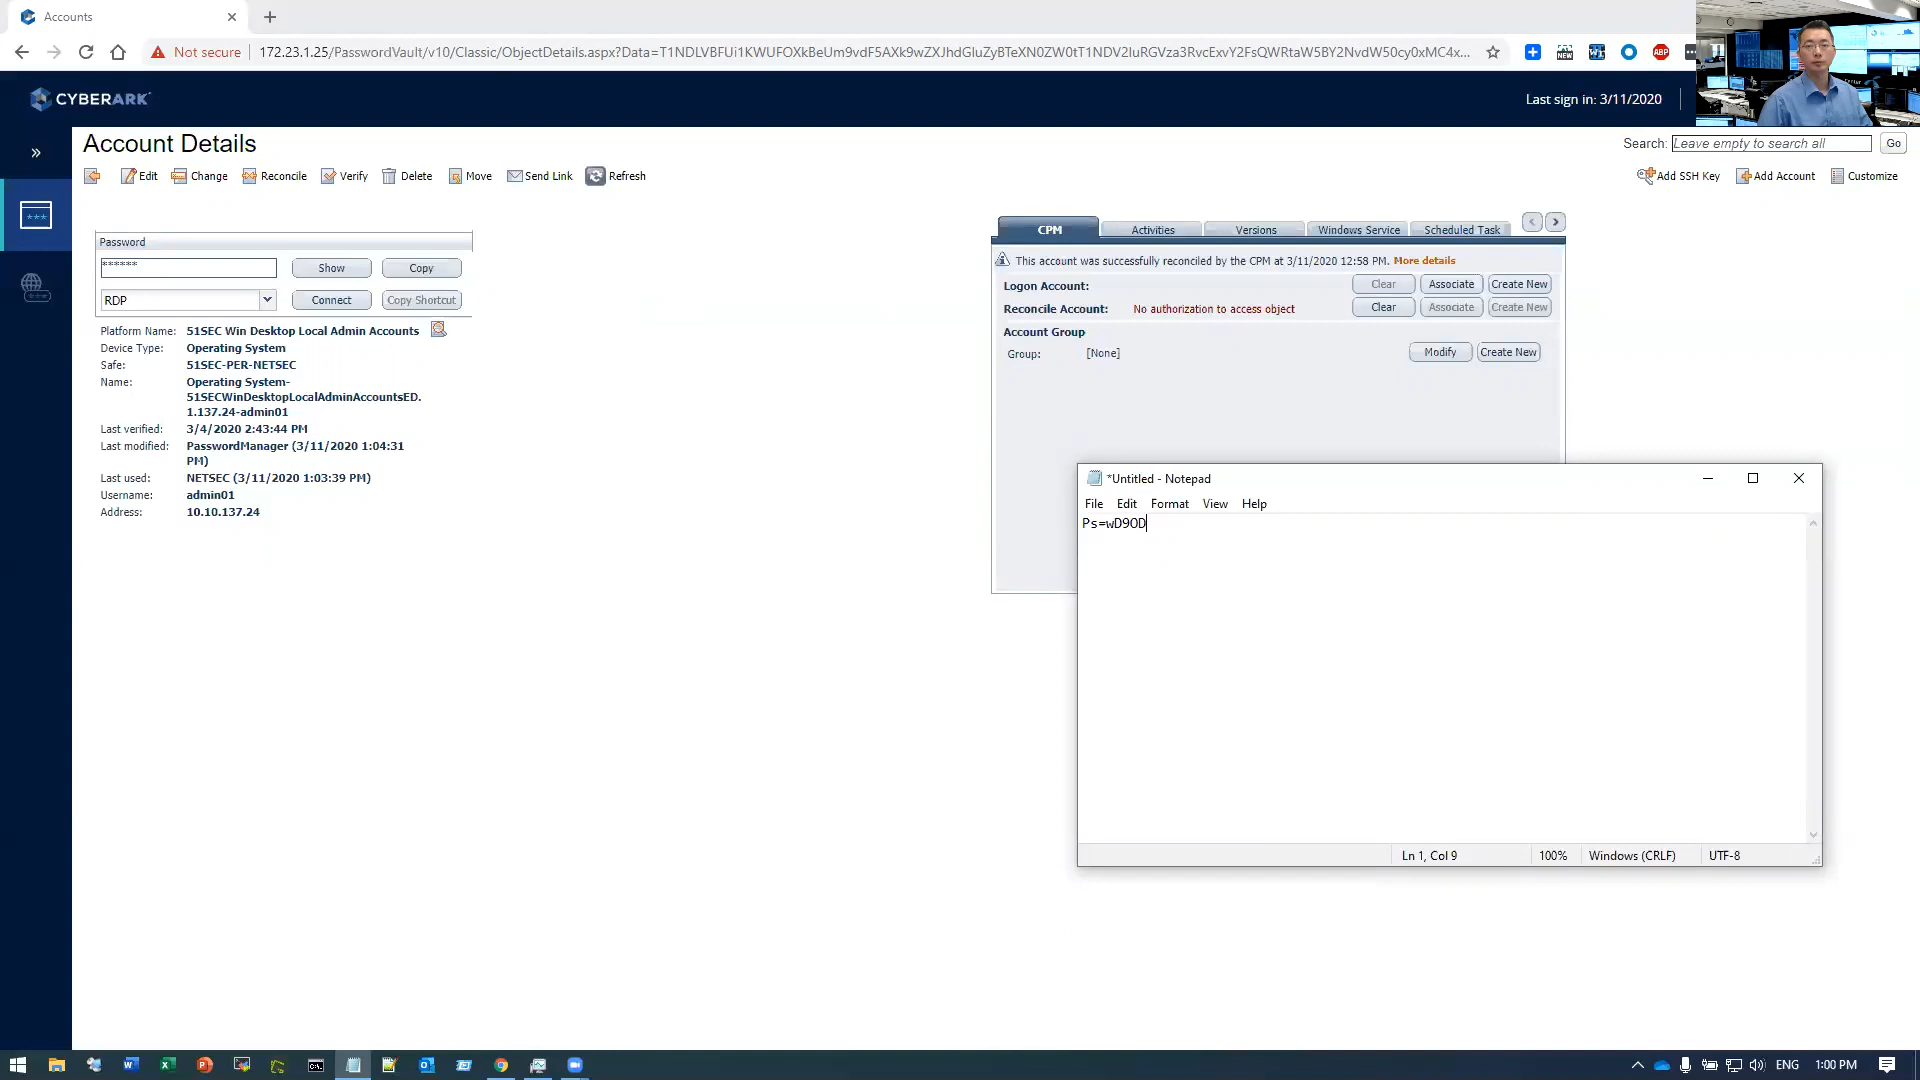 Accounts
Not secure
172.23.1.25/PasswordVault/v10/Classic/ObjectDetails.aspx?Data=T1NDLVBFUi1KWUFOXkBeUm9vdF5AXk9wZXJhdGluZyBTeXN0ZW0tT1NDV2luRGVza3RvcExvY2FsQWRtaW5BY2NvdW50cy0xMC4x...
CYBERARK
Last sign in: 3/11/2020
Account Details
Search: Leave empty to search all Go
Edit Change Reconcile Verify Delete Move Send Link Refresh
Add SSH Key Add Account Customize
Password
****** Show Copy
RDP Connect Copy Shortcut
Platform Name: 51SEC Win Desktop Local Admin Accounts
Device Type: Operating System
Safe: 51SEC-PER-NETSEC
Name: Operating System-
51SECWinDesktopLocalAdminAccountsED.
1.137.24-admin01
Last verified: 3/4/2020 2:43:44 PM
Last modified: PasswordManager (3/11/2020 1:04:31
PM)
Last used: NETSEC (3/11/2020 1:03:39 PM)
Username: admin01
Address: 10.10.137.24
CPM Activities Versions Windows Service Scheduled Task
This account was successfully reconciled by the CPM at 3/11/2020 12:58 PM. More details
Logon Account: Clear Associate Create New
Reconcile Account: No authorization to access object Clear Associate Create New
Account Group
Group: [None] Modify Create New
*Untitled - Notepad
File Edit Format View Help
Ps=wD9OD
Ln 1, Col 9 100% Windows (CRLF) UTF-8
ENG 1:00 PM